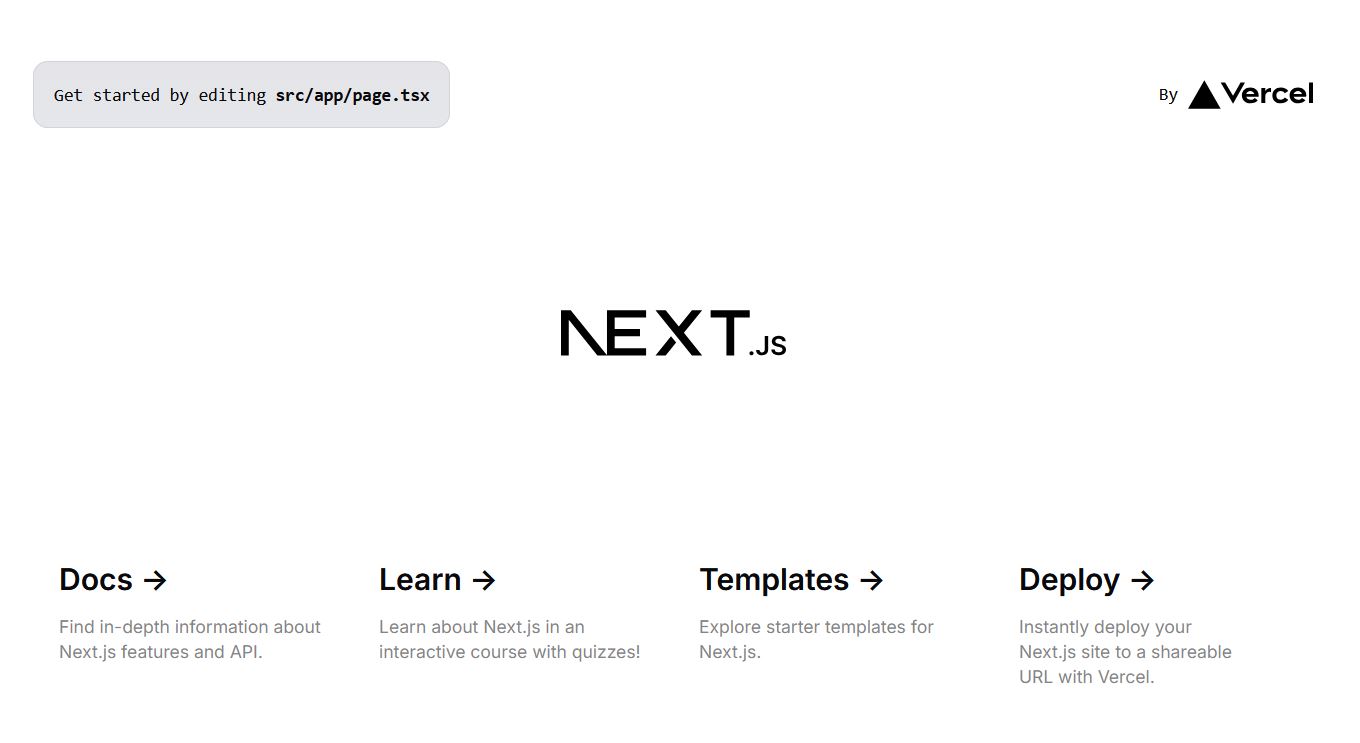 Get started by editing src/app/page.tsx
By Vercel
NEXT.JS
Docs ->
Find in-depth information about
Next.js features and API.
Learn ->
Learn about Next.js in an
interactive course with quizzes!
Templates ->
Explore starter templates for
Next.js.
Deploy ->
Instantly deploy your
Next.js site to a shareable
URL with Vercel.